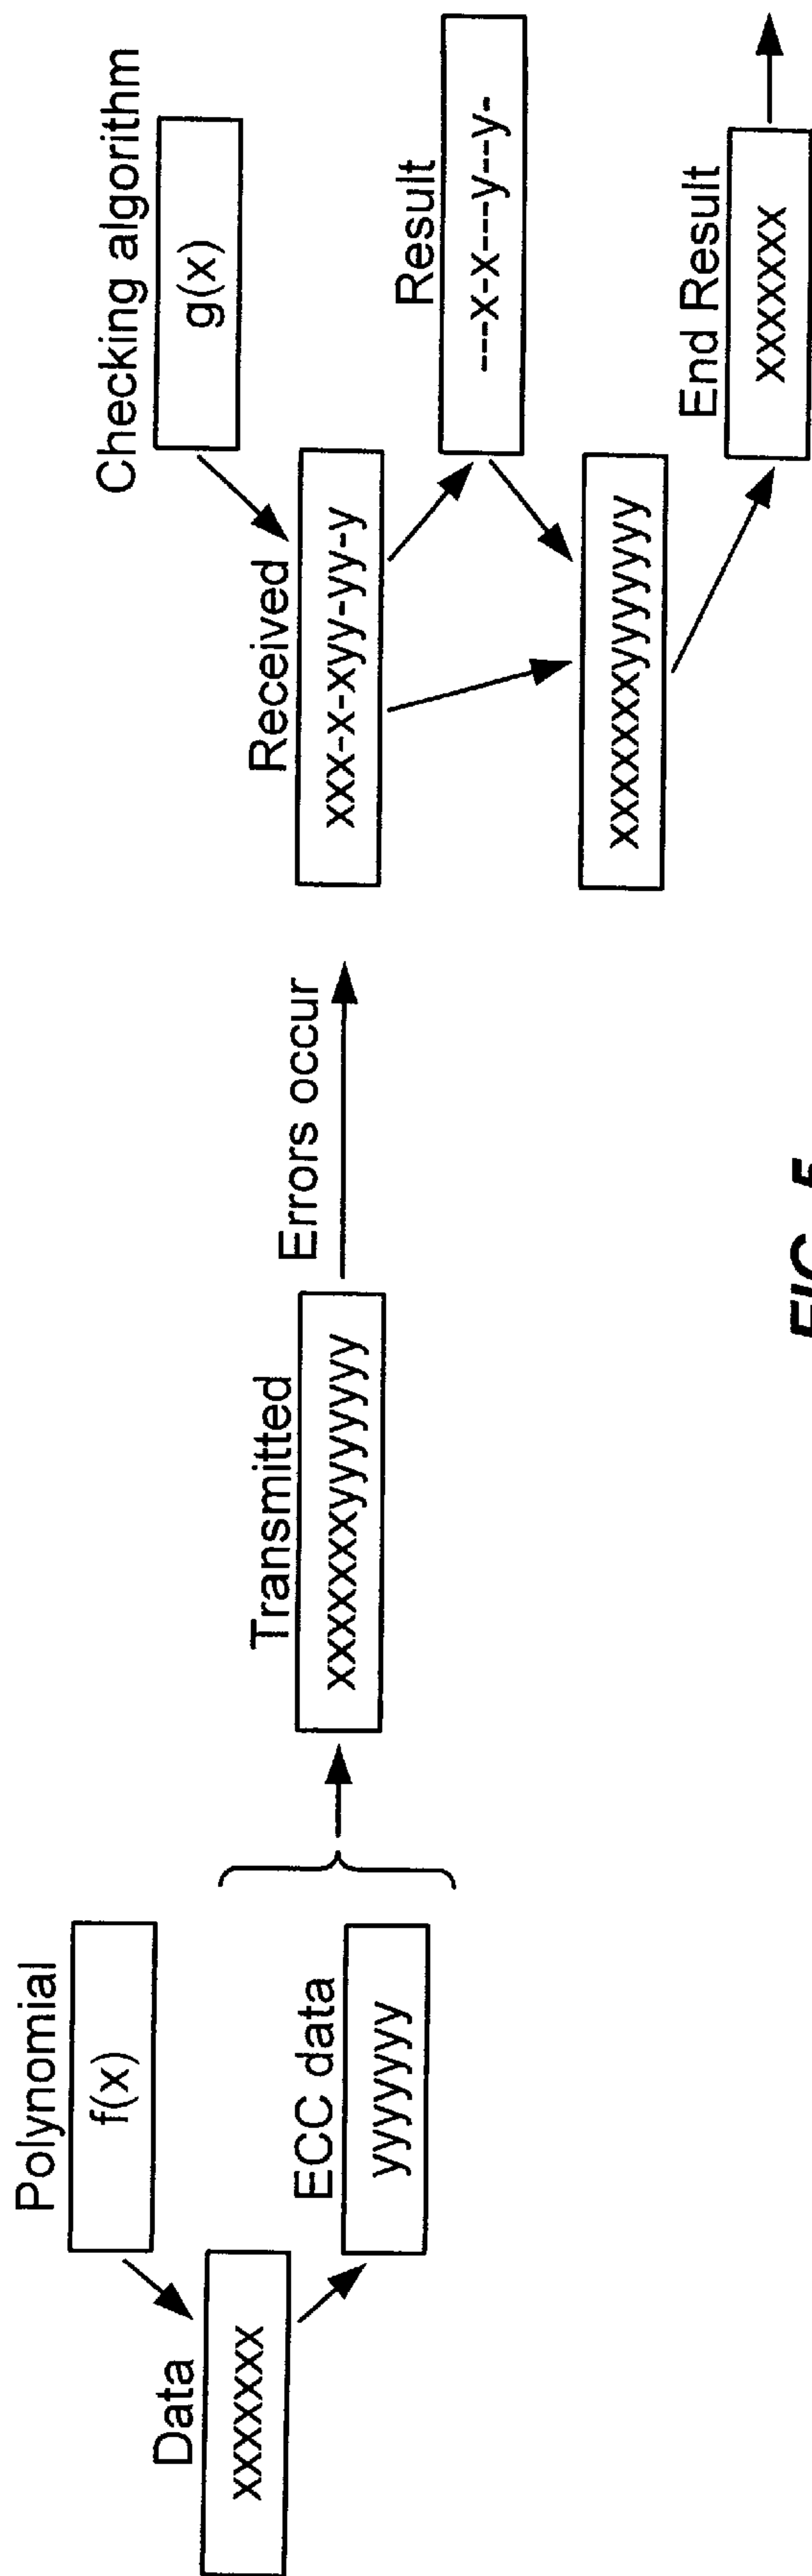 Polynomial
f(x)
Data
xxxxxxx
ECC data
yyyyyyy
Transmitted
xxxxxxxyyyyyyy
Errors occur
Checking algorithm
g(x)
Received
xxx-x-xyy-yy-y
Result
---x-x---y--y-
xxxxxxxyyyyyyy
End Result
xxxxxxx
FIG. 5